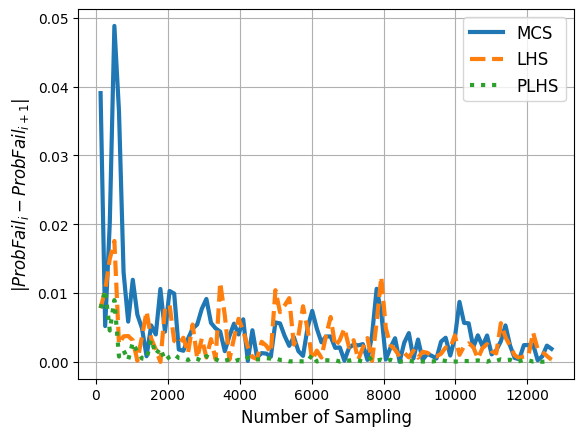 0.05
0.04
0.03
0.02
0.01
0.00
|ProbFail_i − ProbFail_{i+1}|
0 2000 4000 6000 8000 10000 12000
Number of Sampling
MCS
LHS
PLHS